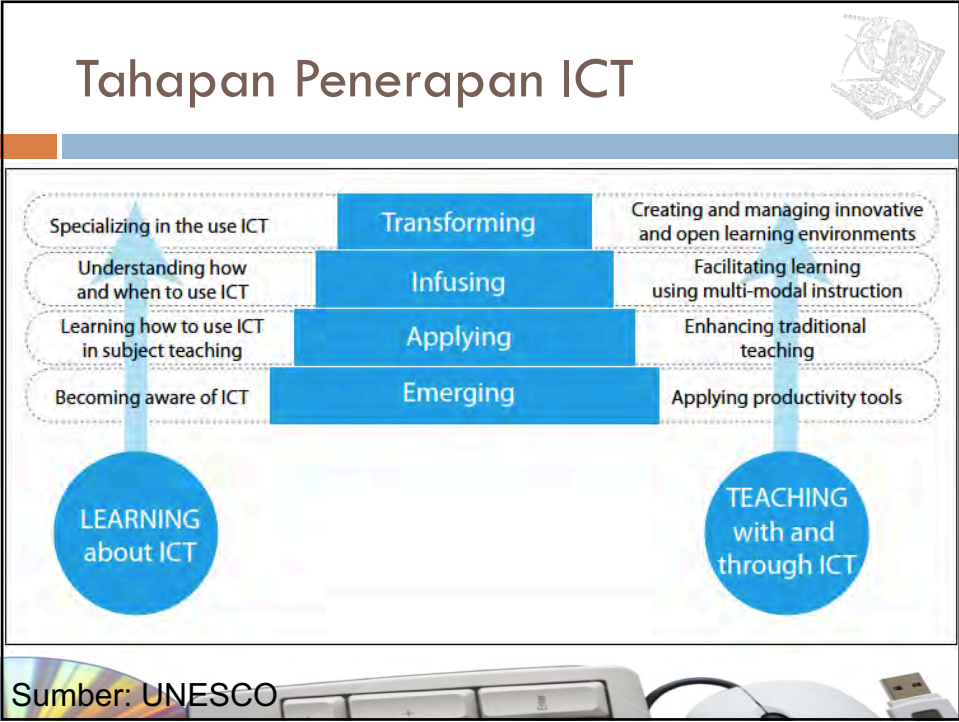 Tahapan Penerapan ICT
Specializing in the use ICT
Transforming
Creating and managing innovative
and open learning environments
Understanding how
and when to use ICT
Infusing
Facilitating learning
using multi-modal instruction
Learning how to use ICT
in subject teaching
Applying
Enhancing traditional
teaching
Becoming aware of ICT
Emerging
Applying productivity tools
LEARNING
about ICT
TEACHING
with and
through ICT
Sumber: UNESCO
+
Enter